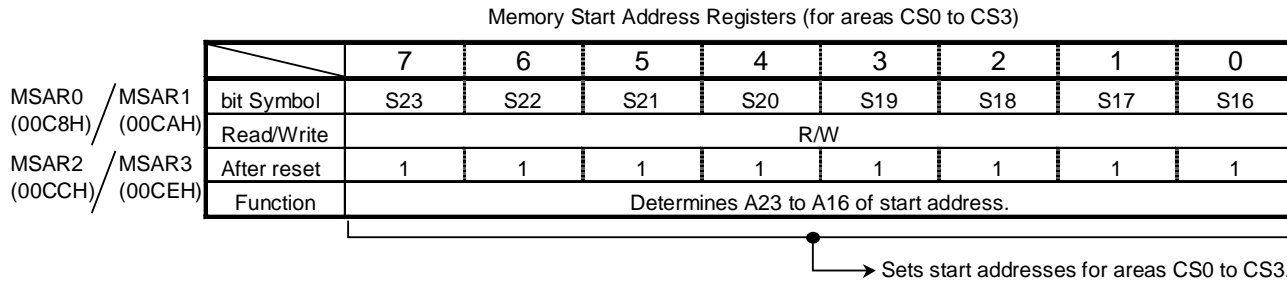 Memory Start Address Registers (for areas CS0 to CS3)
7 6 5 4 3 2 1 0
MSAR0 / MSAR1 bit Symbol S23 S22 S21 S20 S19 S18 S17 S16
(00C8H) (00CAH) Read/Write R/W
MSAR2 / MSAR3 After reset 1 1 1 1 1 1 1 1
(00CCH) (00CEH) Function Determines A23 to A16 of start address.
Sets start addresses for areas CS0 to CS3.